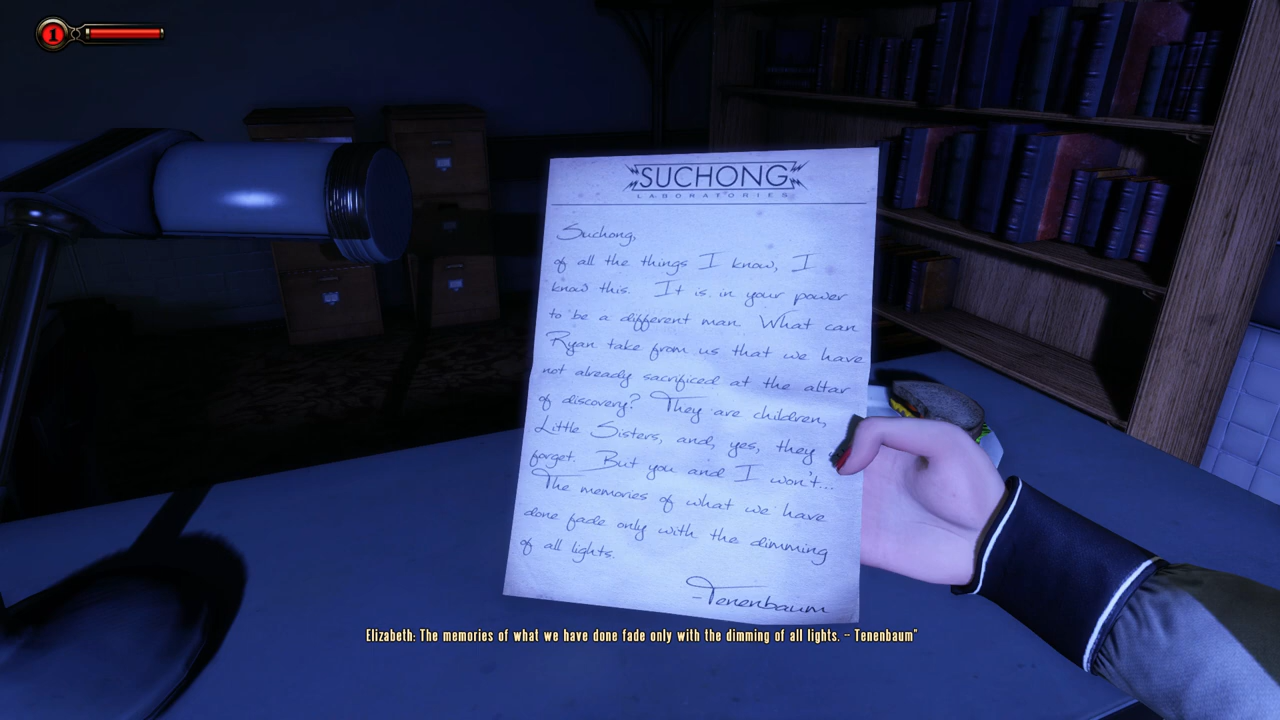 1
SUCHONG
LABORATORIES
Suchong,
of all the things I know, I
know this. It is in your power
to be a different man. What can
Ryan take from us that we have
not already sacrificed at the altar
of discovery? They are children,
Little Sisters, and, yes, they
forget. But you and I won't...
The memories of what we have
done fade only with the dimming
of all lights.
-Tenenbaum
Elizabeth: The memories of what we have done fade only with the dimming of all lights. - Tenenbaum"